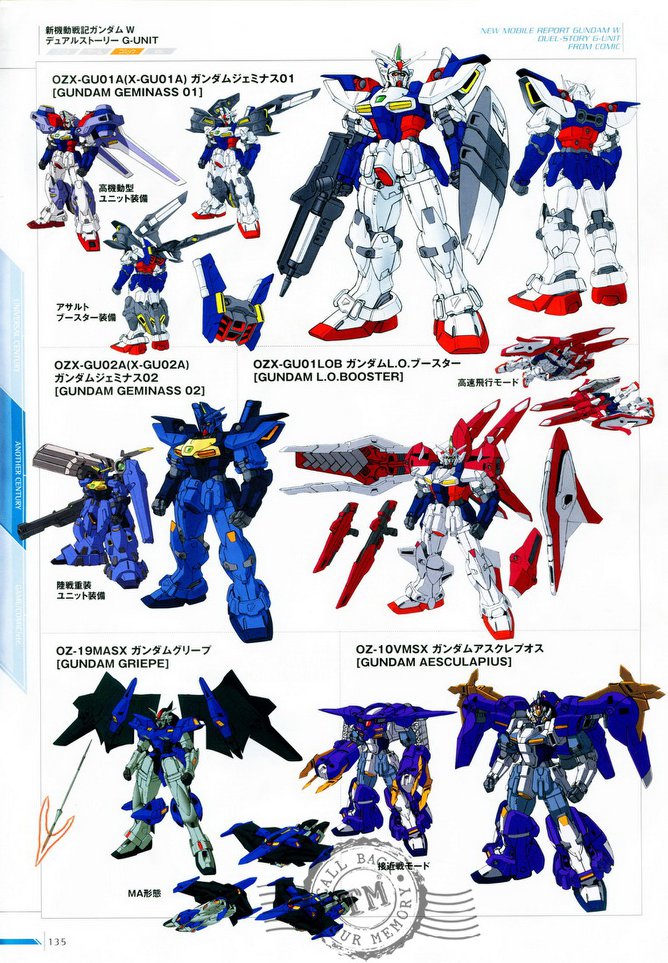 新機動戦記ガンダム W
デュアルストーリー G-UNIT
NEW MOBILE REPORT GUNDAM W
DUEL-STORY G-UNIT
FROM COMIC
OZX-GU01A(X-GU01A) ガンダムジェミナス01
[GUNDAM GEMINASS 01]
高機動型
ユニット装備
アサルト
ブースター装備
OZX-GU02A(X-GU02A)
ガンダムジェミナス02
[GUNDAM GEMINASS 02]
陸戦重装
ユニット装備
OZX-GU01LOB ガンダムL.O.ブースター
[GUNDAM L.O.BOOSTER]
高速飛行モード
UNIVERSAL CENTURY
ANOTHER CENTURY
OZ-19MASX ガンダムグリープ
[GUNDAM GRIEPE]
MA形態
OZ-10VMSX ガンダムアスクレプオス
[GUNDAM AESCULAPIUS]
接近戦モード
CALL BACK
TM
UR MEMORY
135